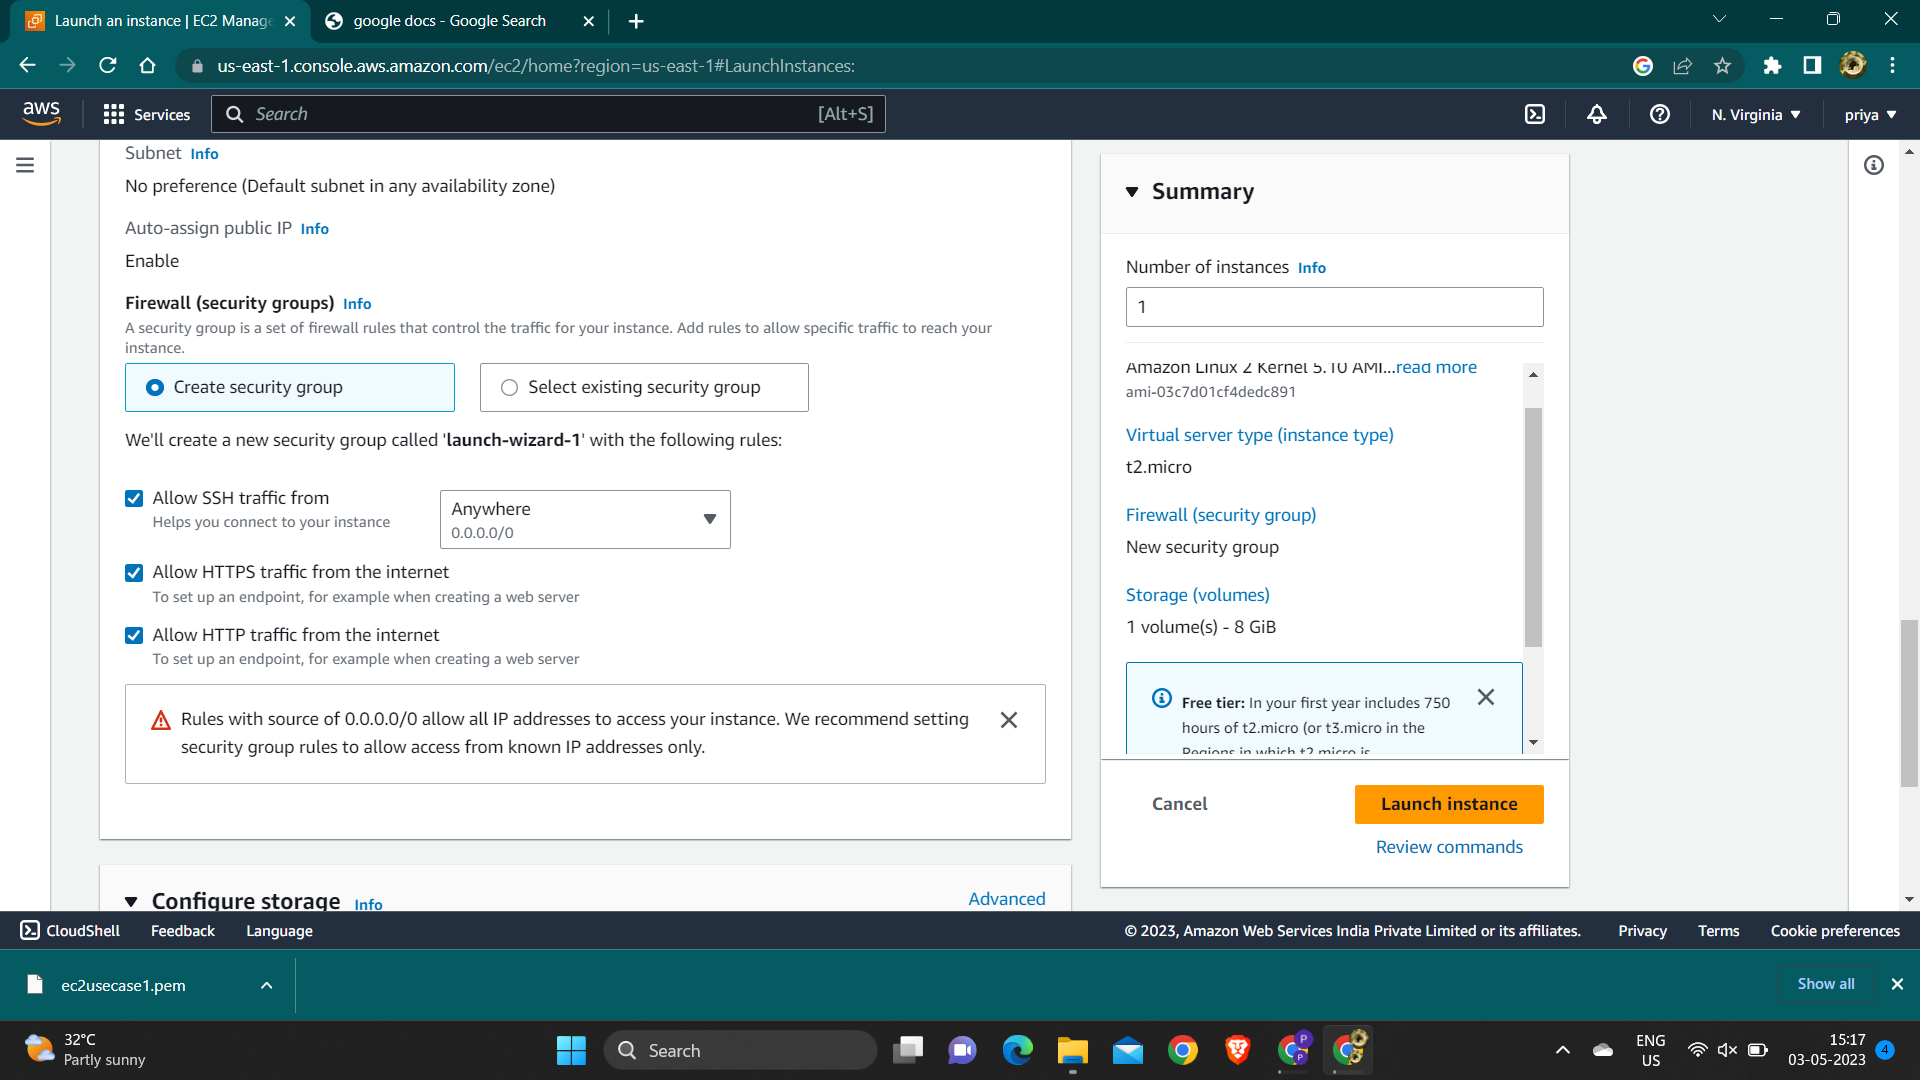 Launch an instance | EC2 Manage
google docs - Google Search
us-east-1.console.aws.amazon.com/ec2/home?region=us-east-1#LaunchInstances:
aws
Services
Search
[Alt+S]
N. Virginia
priya
Subnet Info
No preference (Default subnet in any availability zone)
Auto-assign public IP Info
Enable
Firewall (security groups) Info
A security group is a set of firewall rules that control the traffic for your instance. Add rules to allow specific traffic to reach your
instance.
Create security group
Select existing security group
We'll create a new security group called 'launch-wizard-1' with the following rules:
Allow SSH traffic from
Helps you connect to your instance
Anywhere
0.0.0.0/0
Allow HTTPS traffic from the internet
To set up an endpoint, for example when creating a web server
Allow HTTP traffic from the internet
To set up an endpoint, for example when creating a web server
Rules with source of 0.0.0.0/0 allow all IP addresses to access your instance. We recommend setting
security group rules to allow access from known IP addresses only.
Configure storage Info
Advanced
Summary
Number of instances Info
1
Amazon Linux 2 Kernel 5.10 AMI...read more
ami-03c7d01cf4dedc891
Virtual server type (instance type)
t2.micro
Firewall (security group)
New security group
Storage (volumes)
1 volume(s) - 8 GiB
Free tier: In your first year includes 750
hours of t2.micro (or t3.micro in the
Regions in which t2.micro is
Cancel
Launch instance
Review commands
CloudShell
Feedback
Language
© 2023, Amazon Web Services India Private Limited or its affiliates.
Privacy
Terms
Cookie preferences
ec2usecase1.pem
Show all
32°C
Partly sunny
Search
P
P
ENG
US
15:17
03-05-2023
4